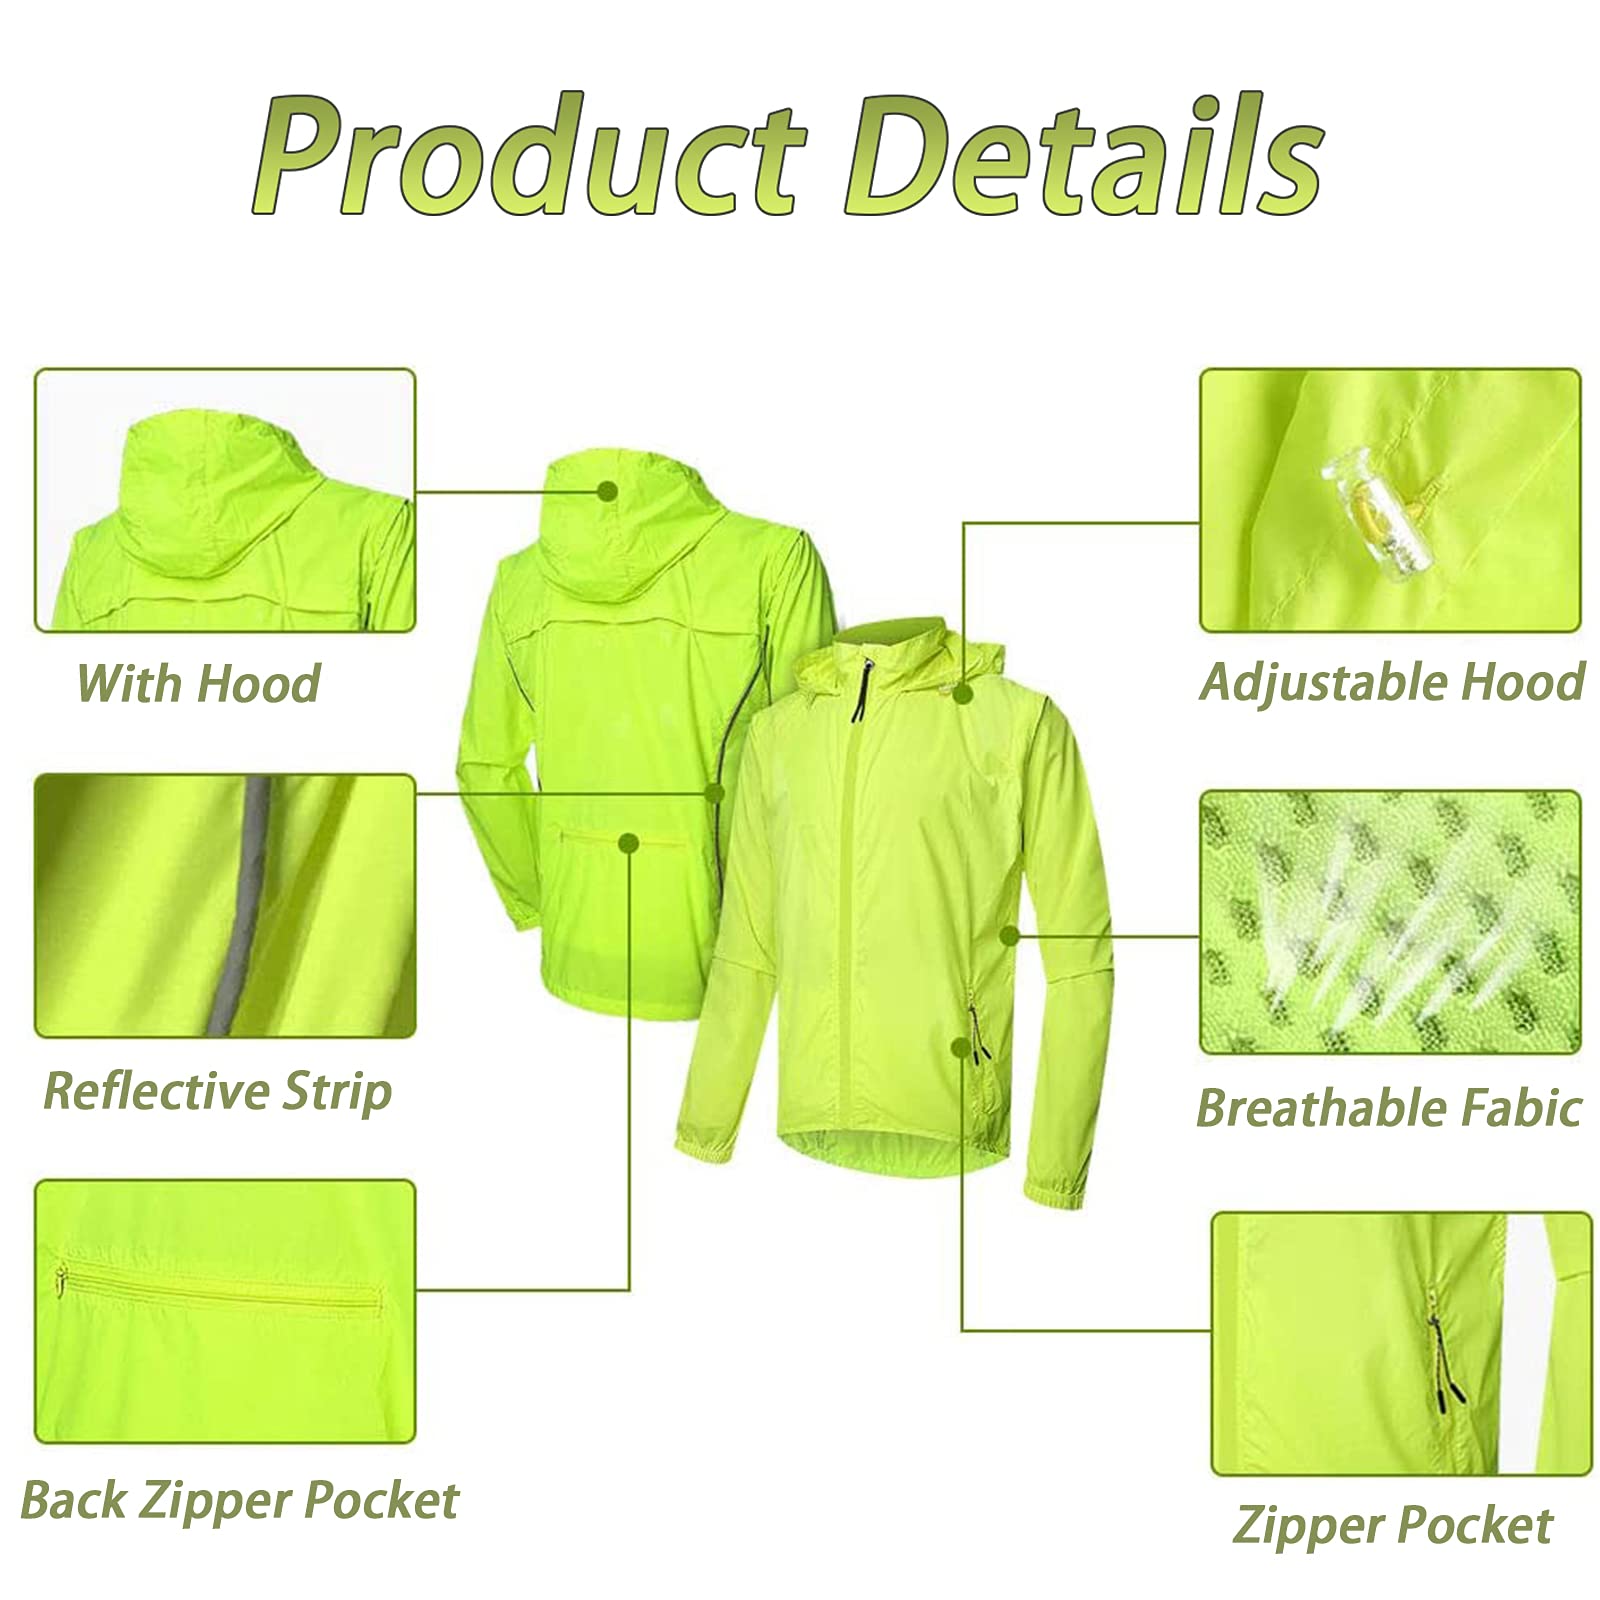 Product Details
With Hood
Adjustable Hood
Reflective Strip
Breathable Fabic
Back Zipper Pocket
Zipper Pocket